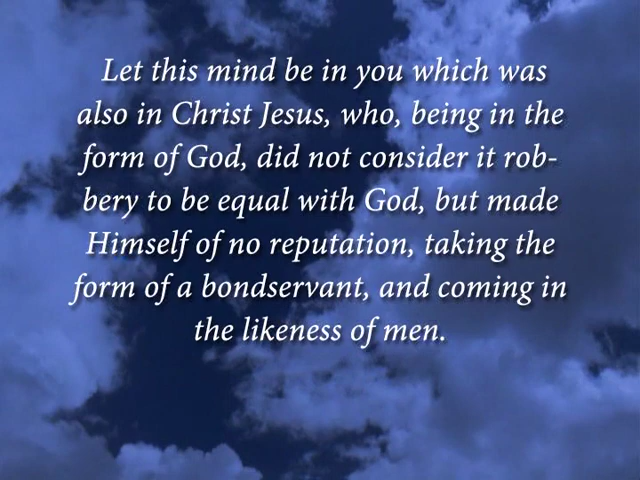 Let this mind be in you which was
also in Christ Jesus, who, being in the
form of God, did not consider it rob-
bery to be equal with God, but made
Himself of no reputation, taking the
form of a bondservant, and coming in
the likeness of men.